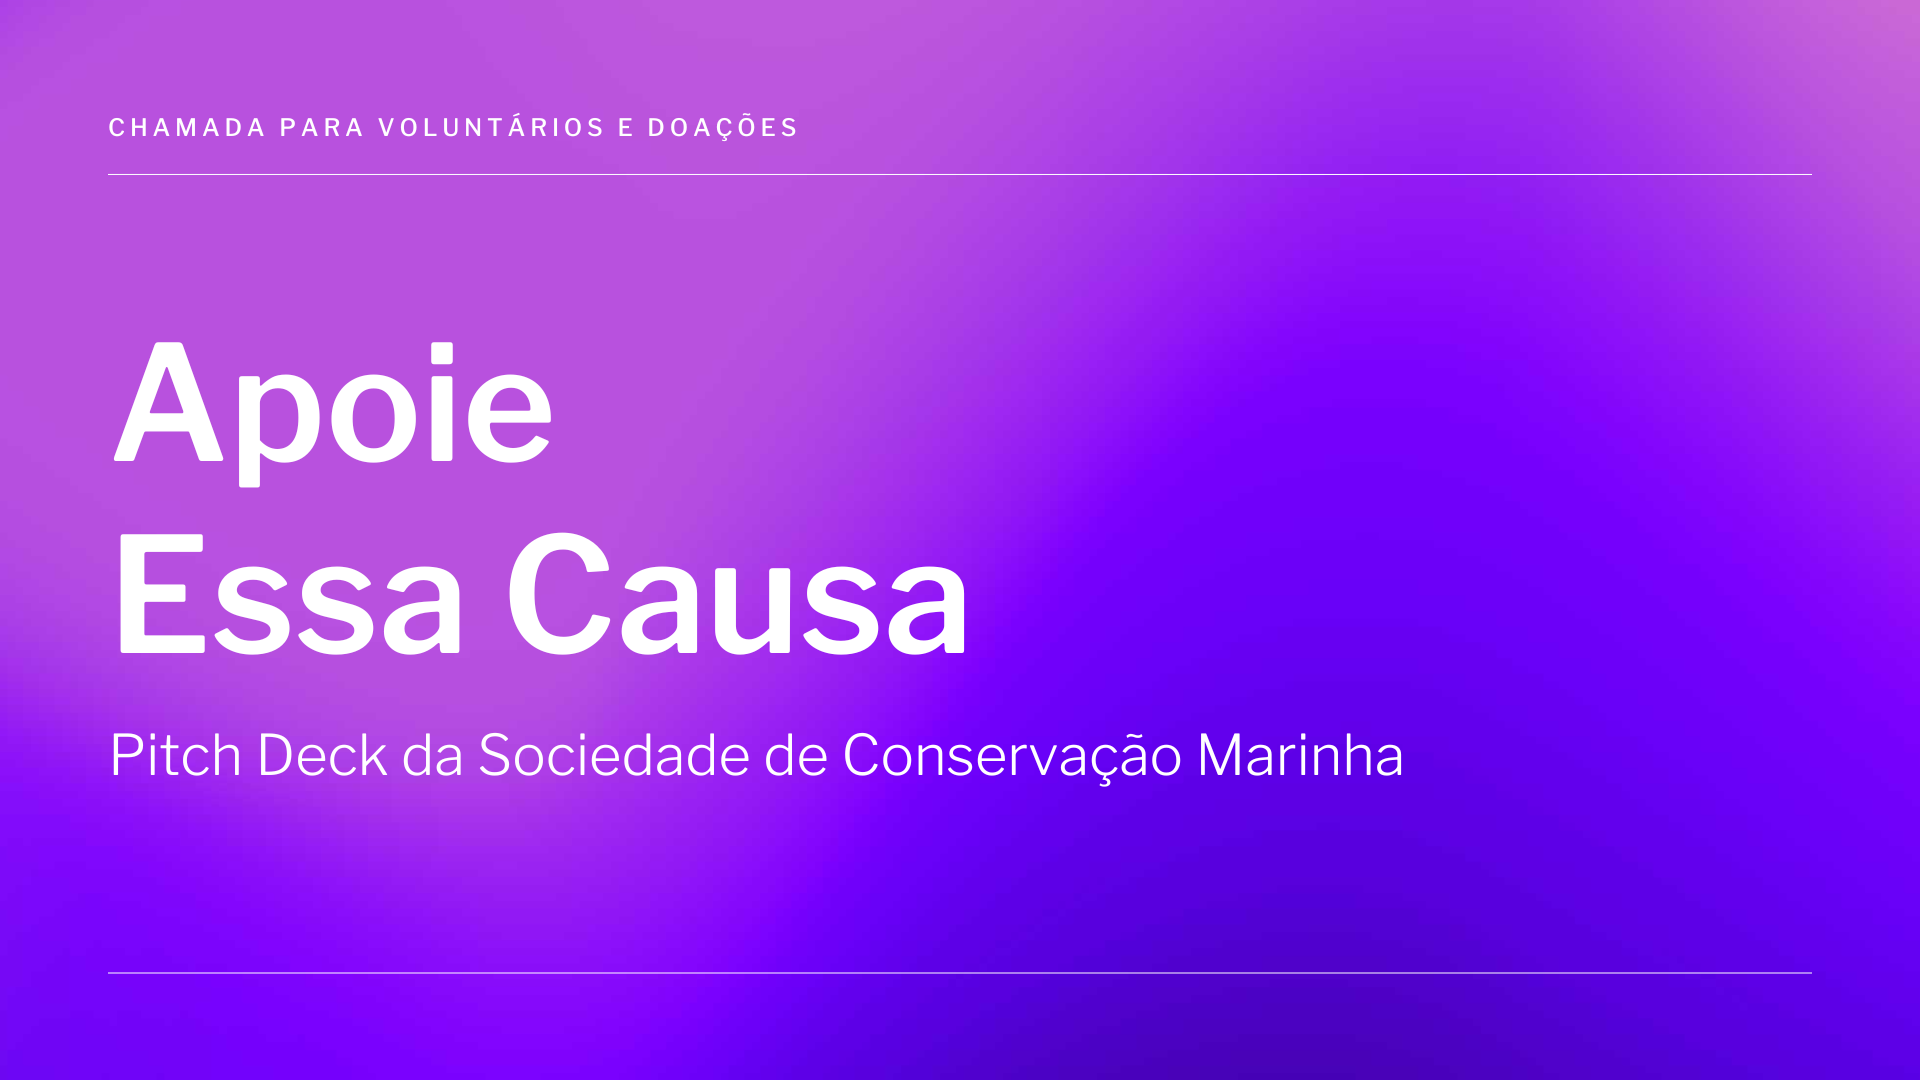 CHAMADA PARA VOLUNTÁRIOS E DOAÇÕES
Apoie
Essa Causa
Pitch Deck da Sociedade de Conservação Marinha